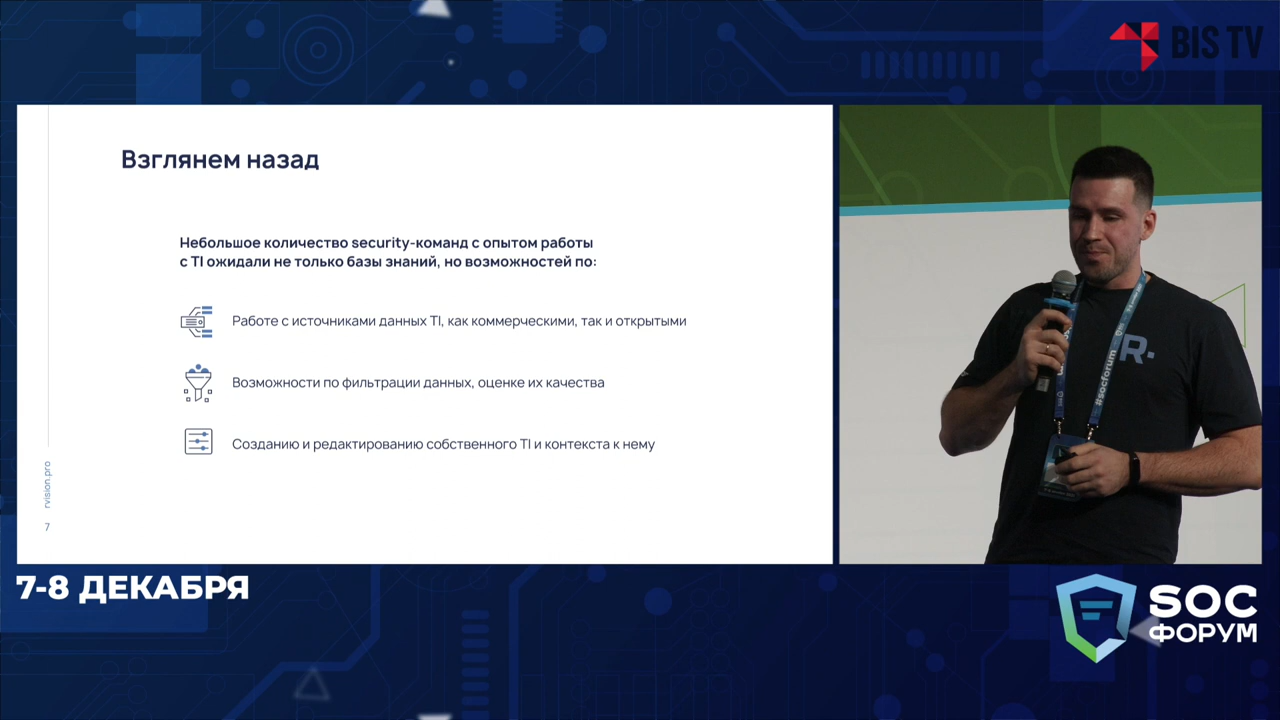 BIS TV
Взглянем назад
Небольшое количество security-команд с опытом работы
с TI ожидали не только базы знаний, но возможностей по:
Работе с источниками данных TI, как коммерческими, так и открытыми
Возможности по фильтрации данных, оценке их качества
Созданию и редактированию собственного TI и контекста к нему
rvision.pro
7
R·
#socforum
7-8 ДЕКАБРЯ
SOC
ФОРУМ